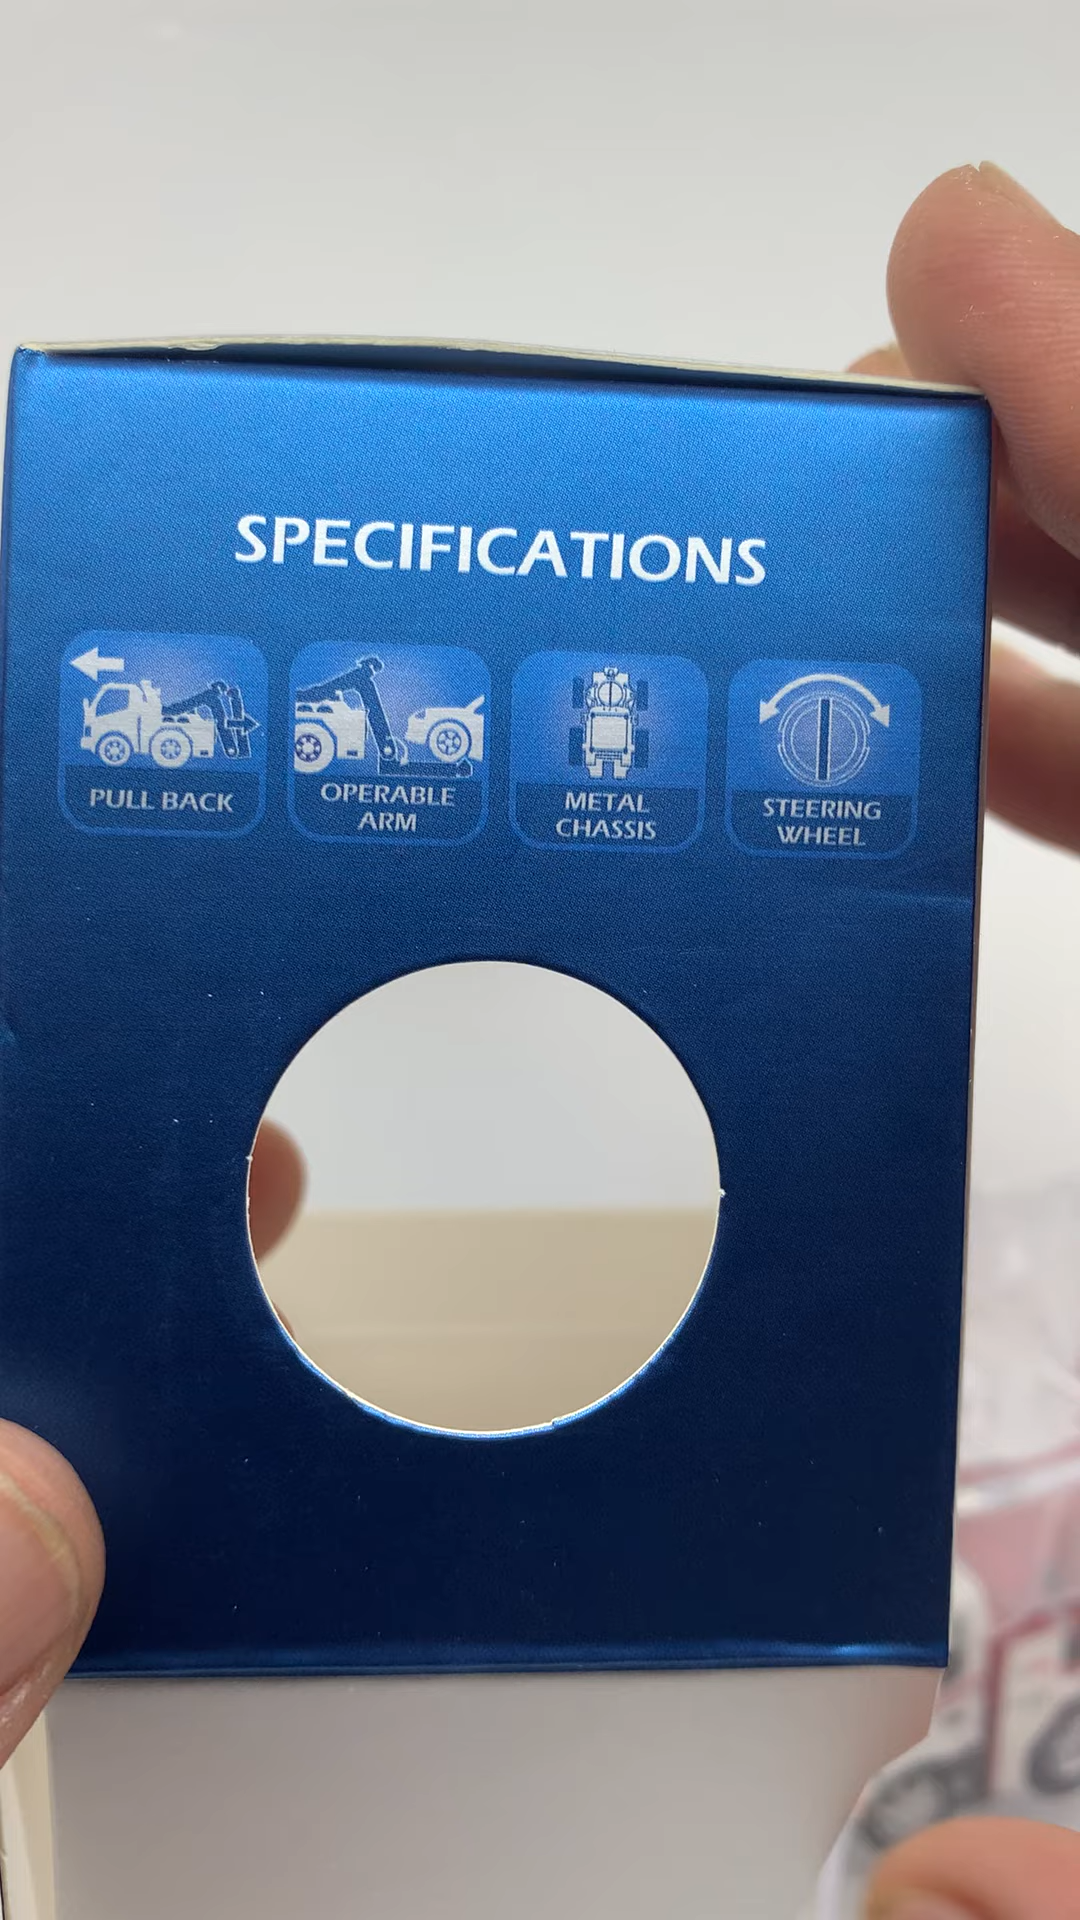 SPECIFICATIONS
PULL BACK
OPERABLE
ARM
METAL
CHASSIS
STEERING
WHEEL